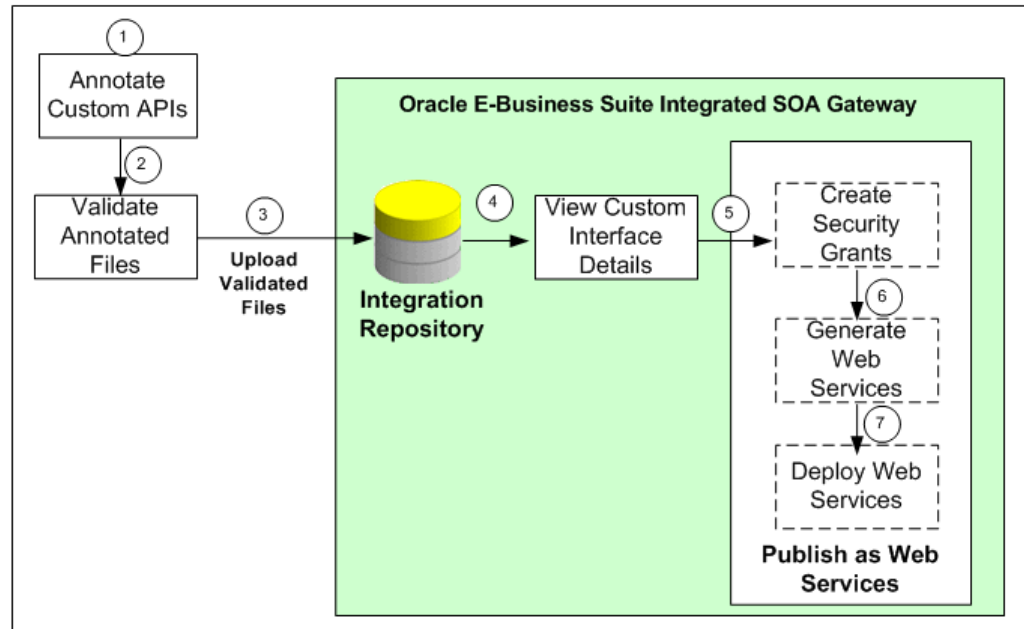 1
Annotate
Custom APIs
2
Validate
Annotated
Files
3
Upload
Validated
Files
Oracle E-Business Suite Integrated SOA Gateway
Integration
Repository
4
View Custom
Interface
Details
5
Create
Security
Grants
6
Generate
Web
Services
7
Deploy Web
Services
Publish as Web
Services